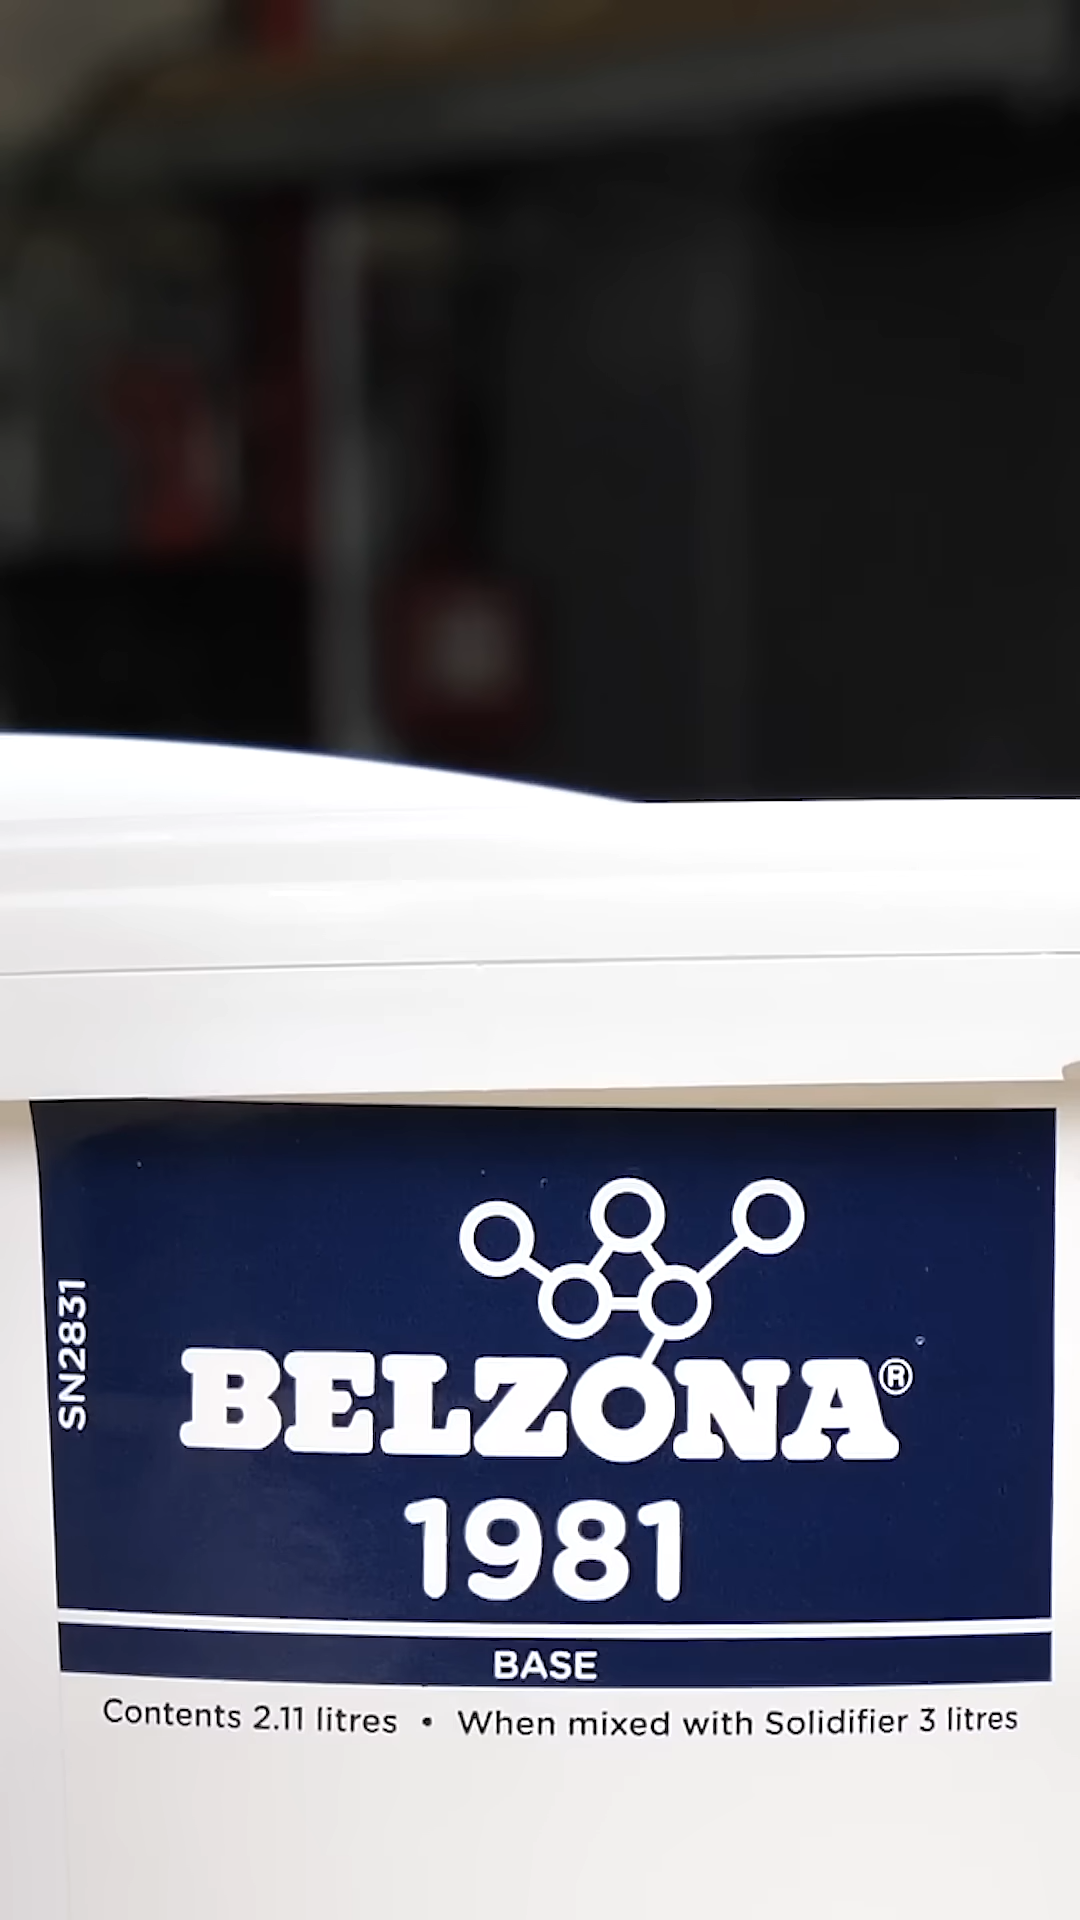 SN2831
BELZONA®
1981
BASE
Contents 2.11 litres • When mixed with Solidifier 3 litres